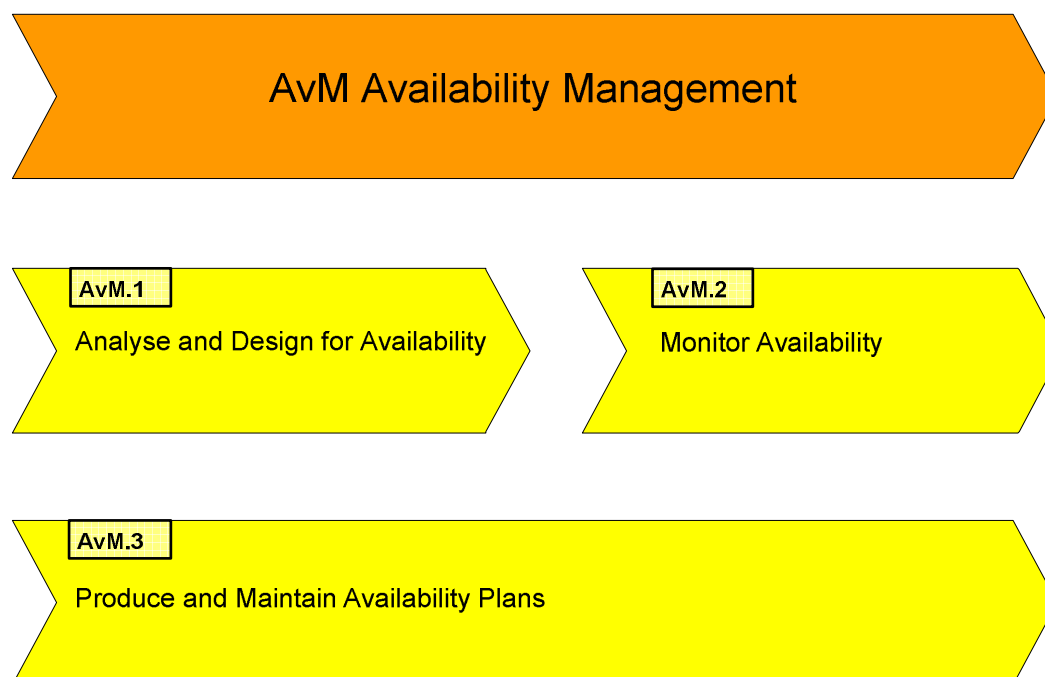 AvM Availability Management
AvM.1
Analyse and Design for Availability
AvM.2
Monitor Availability
AvM.3
Produce and Maintain Availability Plans